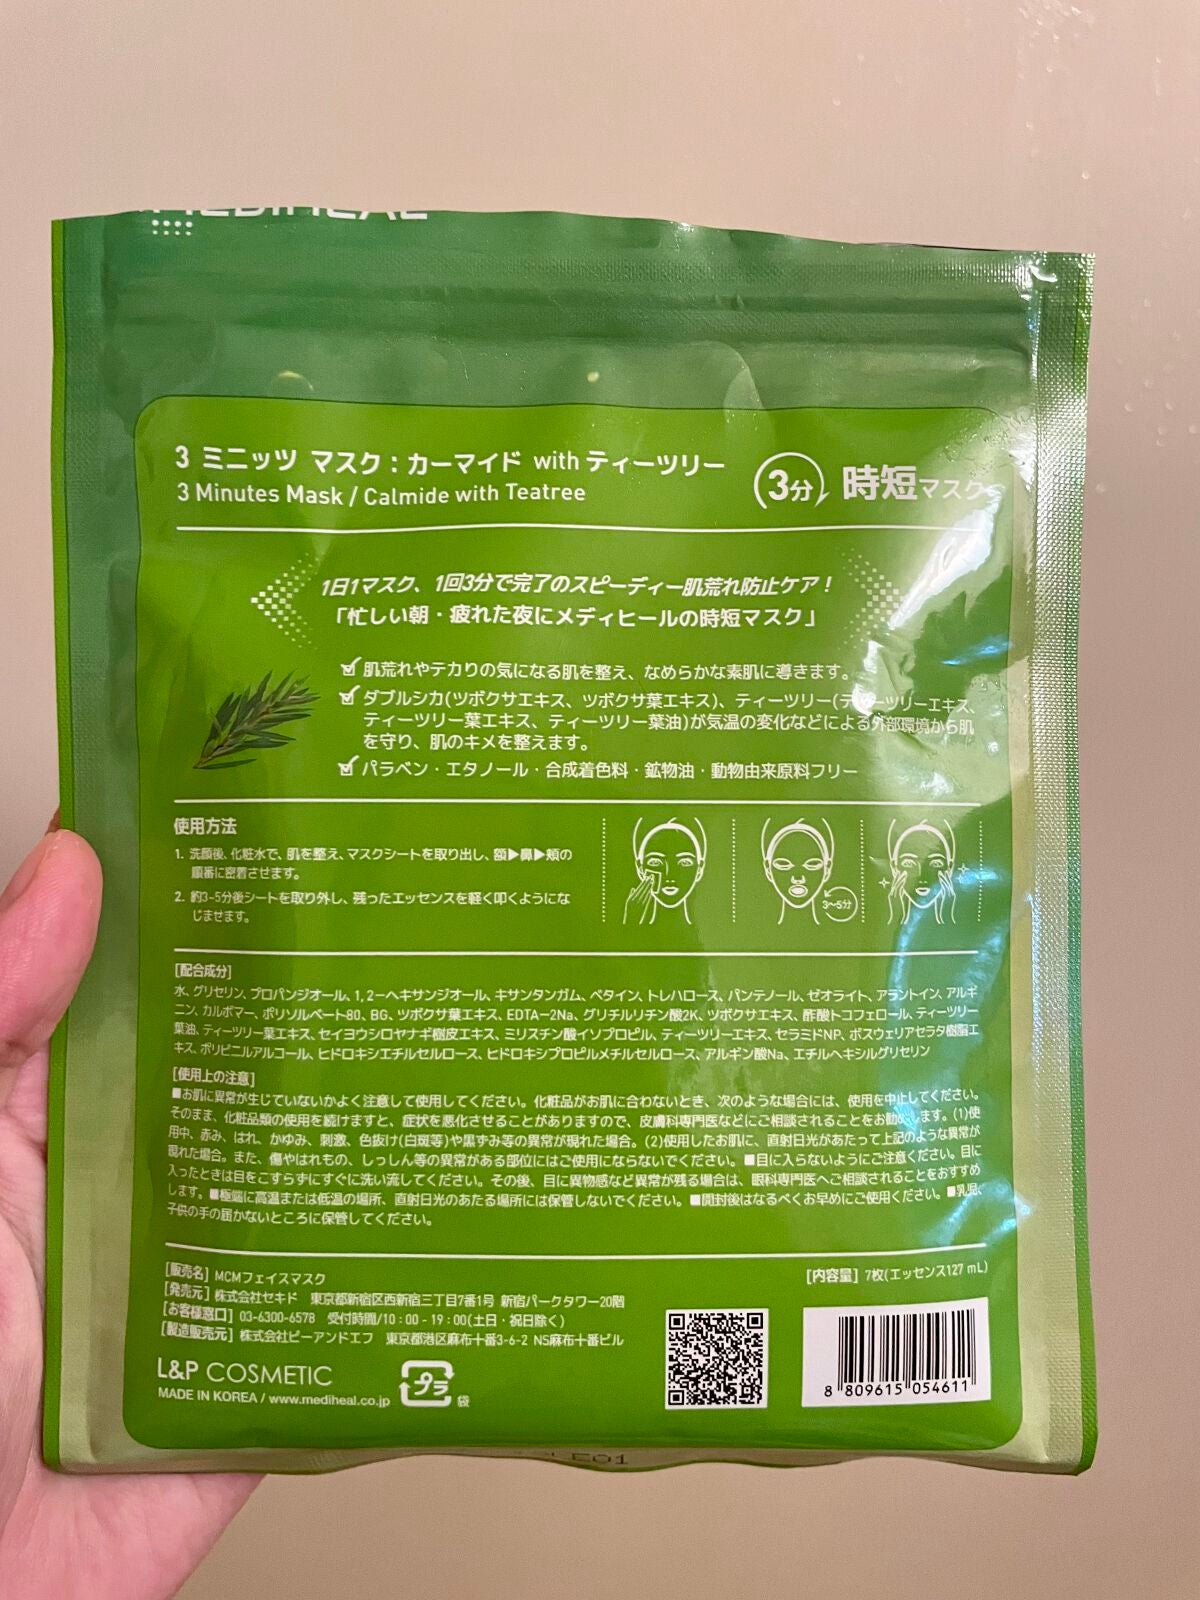 MEDIHEAL
3 ミニッツ マスク : カーマイド with ティーツリー
3 Minutes Mask / Calmide with Teatree
3分 時短マスク
1日1マスク、1回3分で完了のスピーディー肌荒れ防止ケア!
「忙しい朝・疲れた夜にメディヒールの時短マスク」
肌荒れやテカりの気になる肌を整え、なめらかな素肌に導きます。
ダブルシカ(ツボクサエキス、ツボクサ葉エキス)、ティーツリー(ティーツリーエキス、
ティーツリー葉エキス、ティーツリー葉油)が気温の変化などによる外部環境から肌
を守り、肌のキメを整えます。
パラベン・エタノール・合成着色料・鉱物油・動物由来原料フリー
使用方法
1. 洗顔後、化粧水で、肌を整え、マスクシートを取り出し、額▶鼻▶頬の
順番に密着させます。
2. 約3-5分後シートを取り外し、残ったエッセンスを軽く叩くようにな
じませます。
3〜5分
[配合成分]
水、グリセリン、プロパンジオール、1,2-ヘキサンジオール、キサンタンガム、ベタイン、トレハロース、パンテノール、ゼオライト、アラントイン、アルギ
ニン、カルボマー、ポリソルベート80、BG、ツボクサ葉エキス、EDTA-2Na、グリチルリチン酸2K、ツボクサエキス、酢酸トコフェロール、ティーツリー
葉油、ティーツリー葉エキス、セイヨウシロヤナギ樹皮エキス、ミリスチン酸イソプロピル、ティーツリーエキス、セラミドNP、ボスウェリアセラタ樹脂エ
キス、ポリビニルアルコール、ヒドロキシエチルセルロース、ヒドロキシプロピルメチルセルロース、アルギン酸Na、エチルヘキシルグリセリン
[使用上の注意]
■お肌に異常が生じていないかよく注意して使用してください。化粧品がお肌に合わないとき、次のような場合には、使用を中止してください。
そのまま、化粧品類の使用を続けますと、症状を悪化させることがありますので、皮膚科専門医などにご相談されることをお勧めします。(1)使
用中、赤み、はれ、かゆみ、刺激、色抜け(白斑等)や黒ずみ等の異常が現れた場合。(2)使用したお肌に、直射日光があたって上記のような異常が
現れた場合。また、傷やはれもの、しっしん等の異常がある部位にはご使用にならないでください。■目に入らないようにご注意ください。目に
入ったときは目をこすらずにすぐに洗い流してください。その後、目に異物感など異常が残る場合は、眼科専門医へご相談されることをおすすめ
します。■極端に高温または低温の場所、直射日光のあたる場所には保管しないでください。■開封後はなるべくお早めにご使用ください。■乳児、
子供の手の届かないところに保管してください。
[販売名] MCMフェイスマスク
[内容量] 7枚(エッセンス127 mL)
[発売元] 株式会社セキド 東京都新宿区西新宿三丁目7番1号 新宿パークタワー20階
[お客様窓口] 03-6300-6578 受付時間/10:00-19:00(土日・祝日除く)
[製造販売元] 株式会社ビーアンドエフ 東京都港区麻布十番3-6-2 NS麻布十番ビル
L&P COSMETIC
MADE IN KOREA / www.mediheal.co.jp
プラ
袋
8 809615 054611